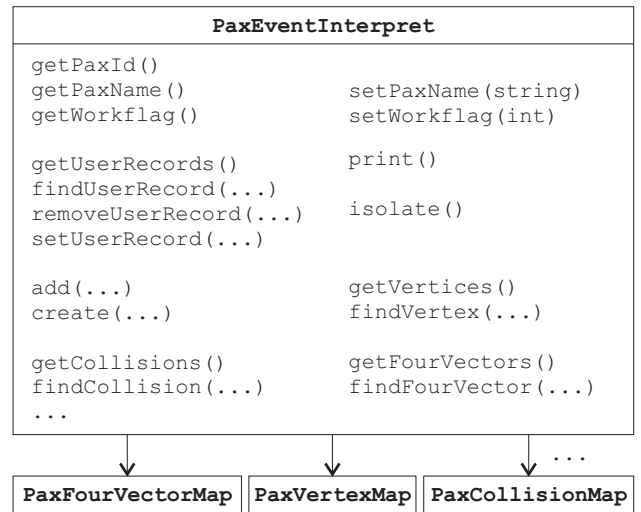 PaxEventInterpret
getPaxId()
getPaxName() setPaxName(string)
getWorkflag() setWorkflag(int)
getUserRecords() print()
findUserRecord(...)
removeUserRecord(...) isolate()
setUserRecord(...)
add(...) getVertices()
create(...) findVertex(...)
getCollisions() getFourVectors()
findCollision(...) findFourVector(...)
...
...
PaxFourVectorMap PaxVertexMap PaxCollisionMap